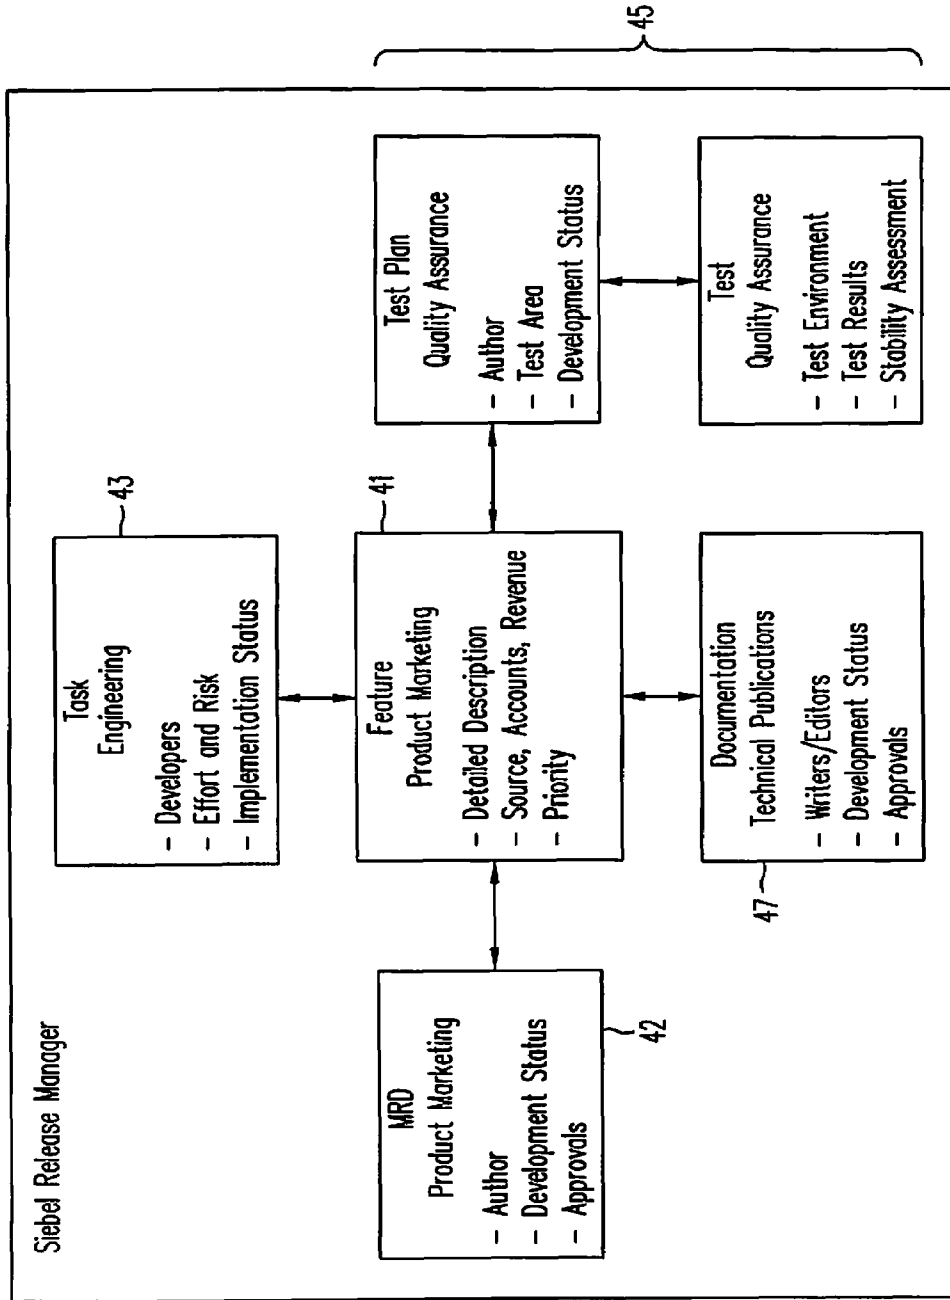 Siebel Release Manager
Task
Engineering
– Developers
– Effort and Risk
– Implementation Status
43
MRD
Product Marketing
– Author
– Development Status
– Approvals
42
Feature
Product Marketing
– Detailed Description
– Source, Accounts, Revenue
– Priority
41
Test Plan
Quality Assurance
– Author
– Test Area
– Development Status
Documentation
Technical Publications
– Writers/Editors
– Development Status
– Approvals
47
Test
Quality Assurance
– Test Environment
– Test Results
– Stability Assessment
45